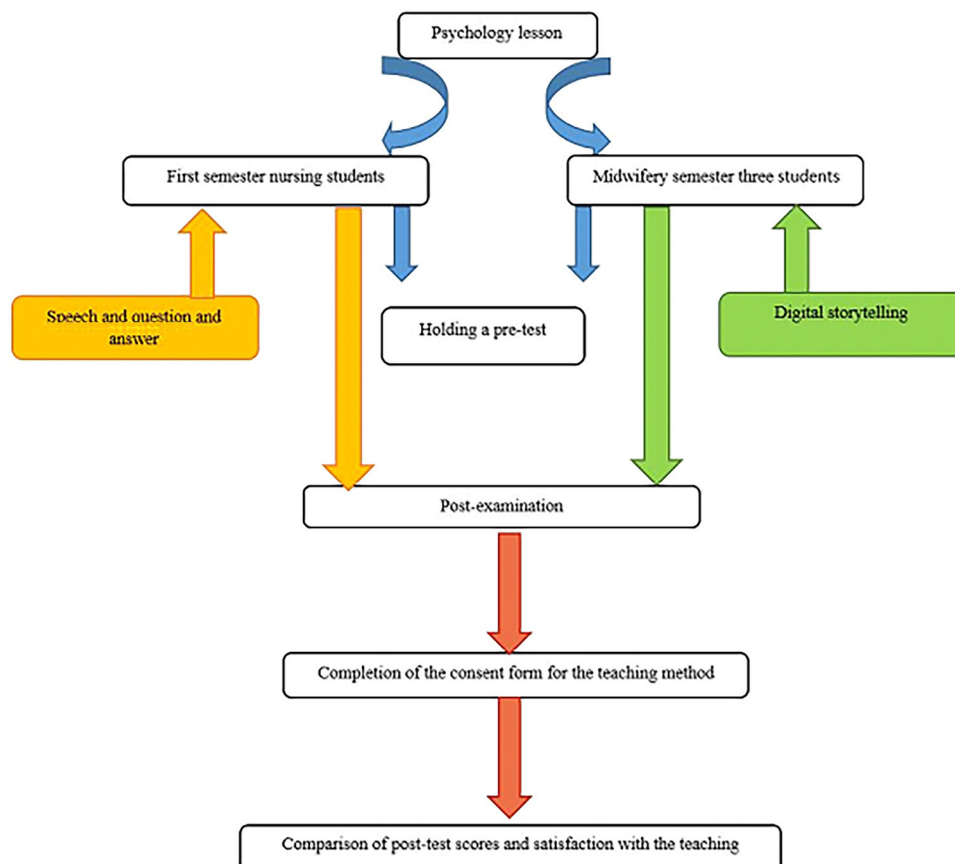 Psychology lesson
First semester nursing students
Midwifery semester three students
Speech and question and
answer
Holding a pre-test
Digital storytelling
Post-examination
Completion of the consent form for the teaching method
Comparison of post-test scores and satisfaction with the teaching